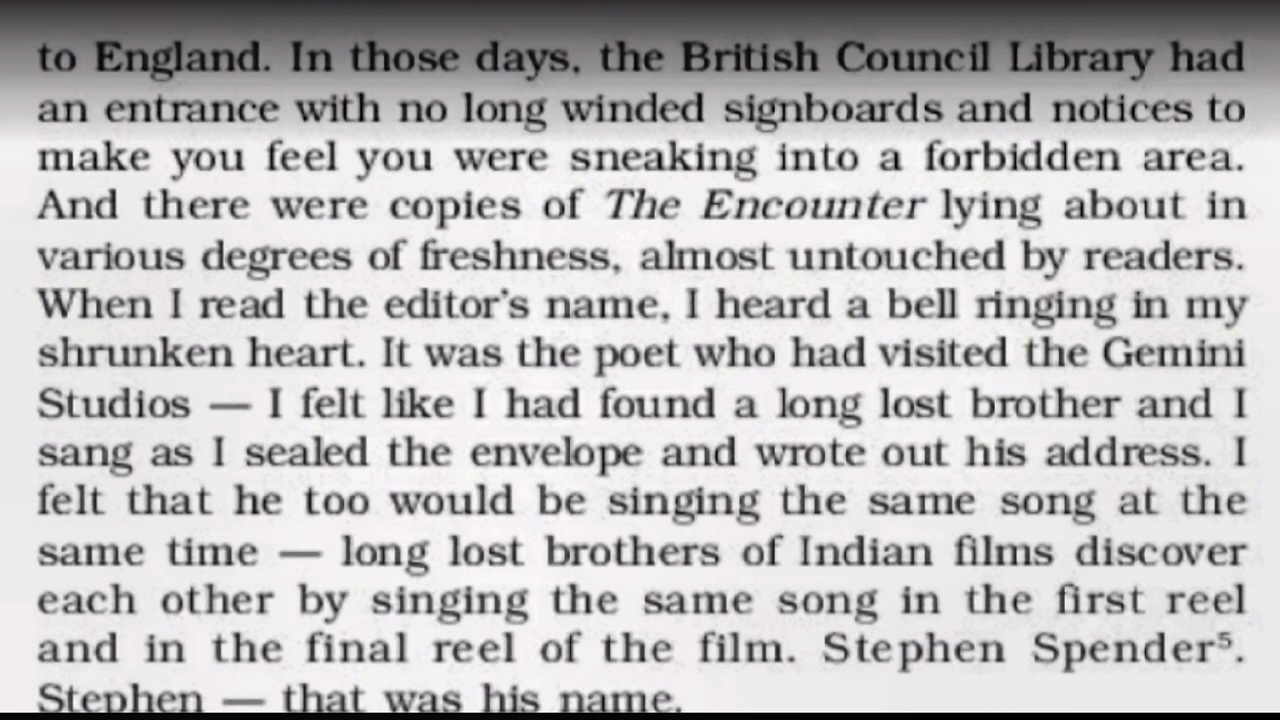 to England. In those days, the British Council Library had
an entrance with no long winded signboards and notices to
make you feel you were sneaking into a forbidden area.
And there were copies of The Encounter lying about in
various degrees of freshness, almost untouched by readers.
When I read the editor's name, I heard a bell ringing in my
shrunken heart. It was the poet who had visited the Gemini
Studios — I felt like I had found a long lost brother and I
sang as I sealed the envelope and wrote out his address. I
felt that he too would be singing the same song at the
same time — long lost brothers of Indian films discover
each other by singing the same song in the first reel
and in the final reel of the film. Stephen Spender⁵.
Stephen — that was his name.